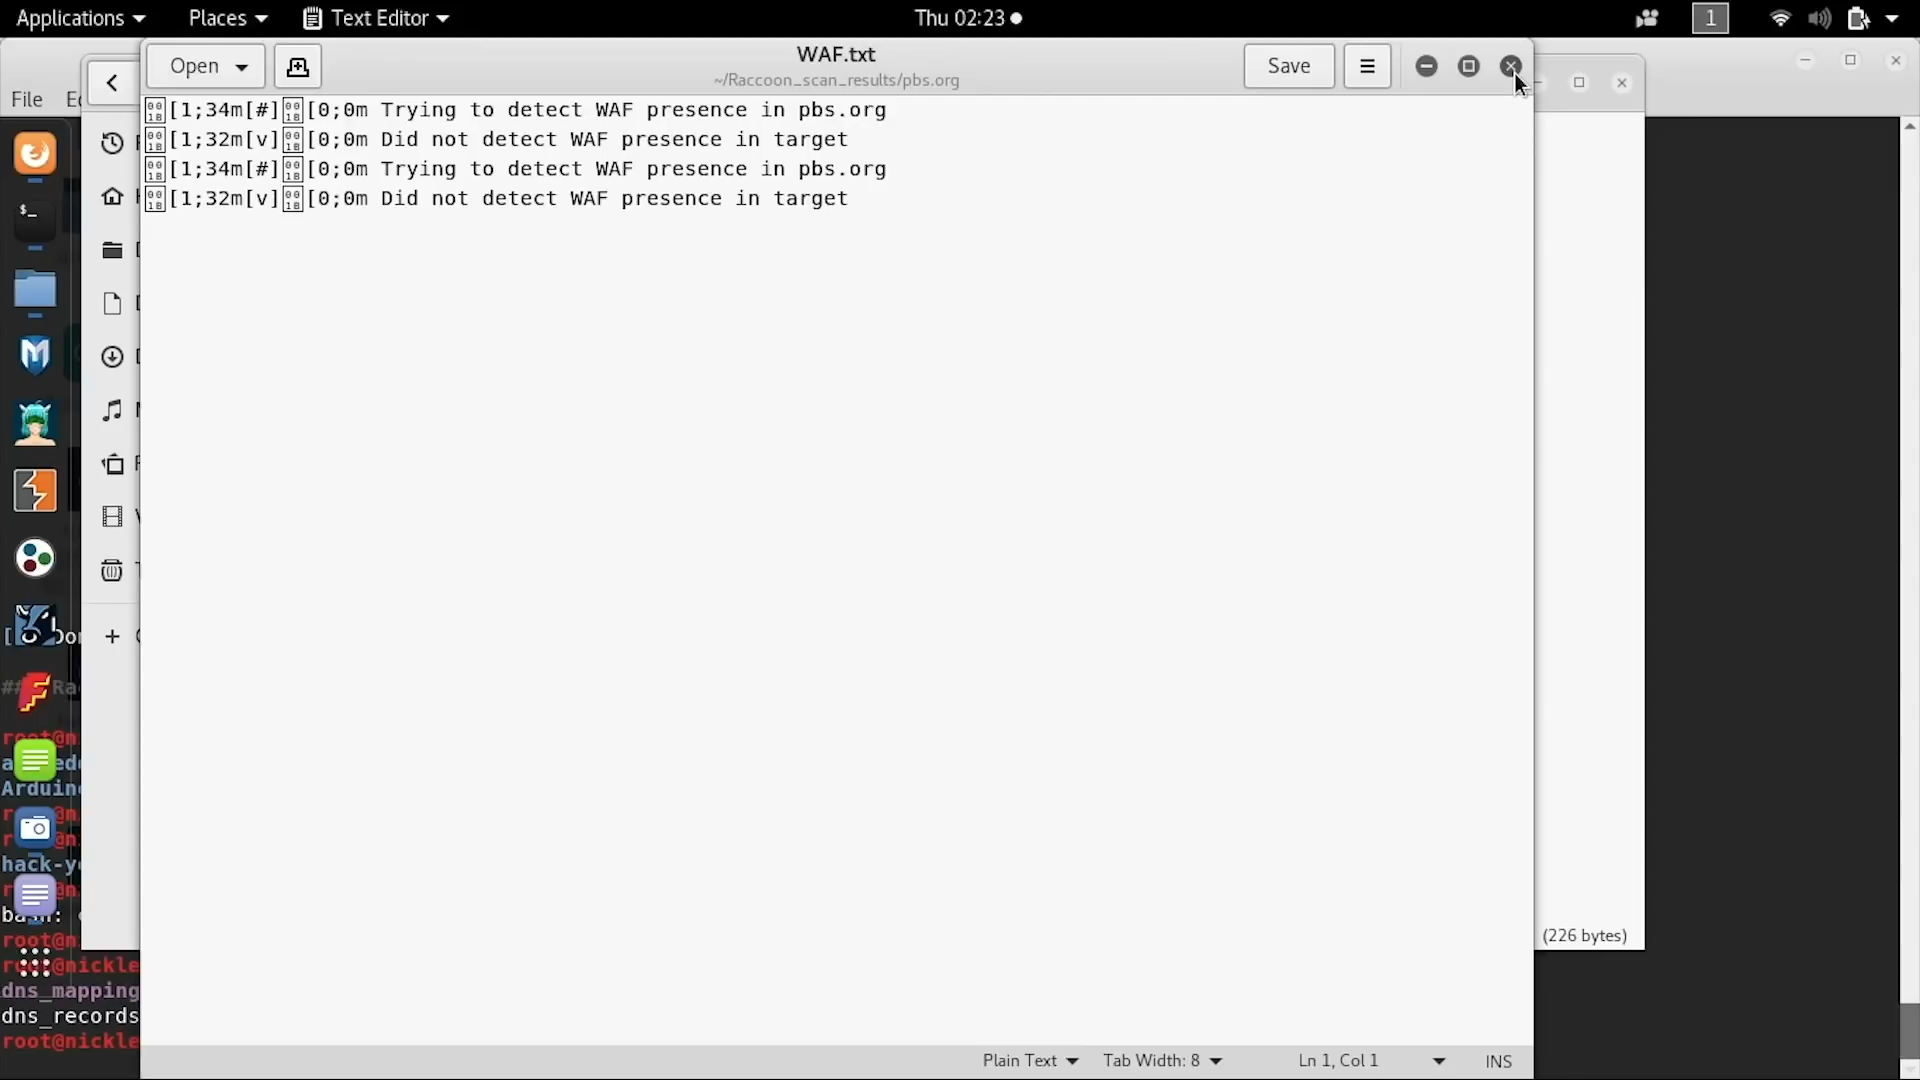 Applications Places Text Editor Thu 02:23 1
WAF.txt
Open Save
~/Raccoon_scan_results/pbs.org
File
[1;34m[#] [0;0m Trying to detect WAF presence in pbs.org
[1;32m[v] [0;0m Did not detect WAF presence in target
[1;34m[#] [0;0m Trying to detect WAF presence in pbs.org
[1;32m[v] [0;0m Did not detect WAF presence in target
Arduin
hack-y
bash:
(226 bytes)
root@nickle
dns_mapping
dns_records
root@nickle
Plain Text Tab Width: 8 Ln 1, Col 1 INS